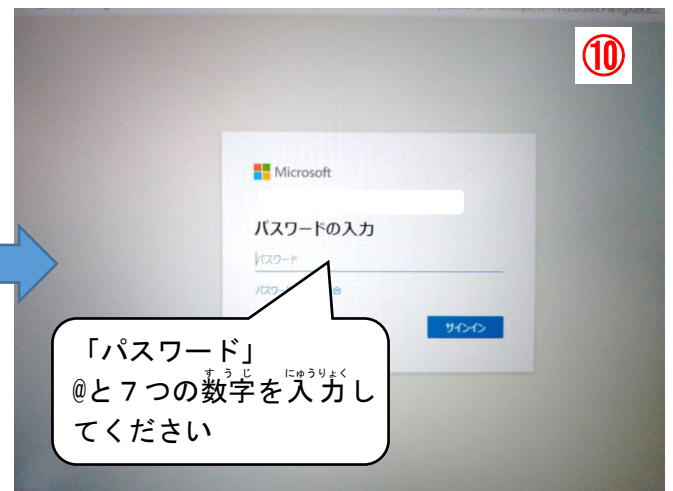 ⑩
Microsoft
パスワードの入力
パスワード
サインイン
「パスワード」
@と７つの数字を入力し
てください
すうじ
にゅうりょく